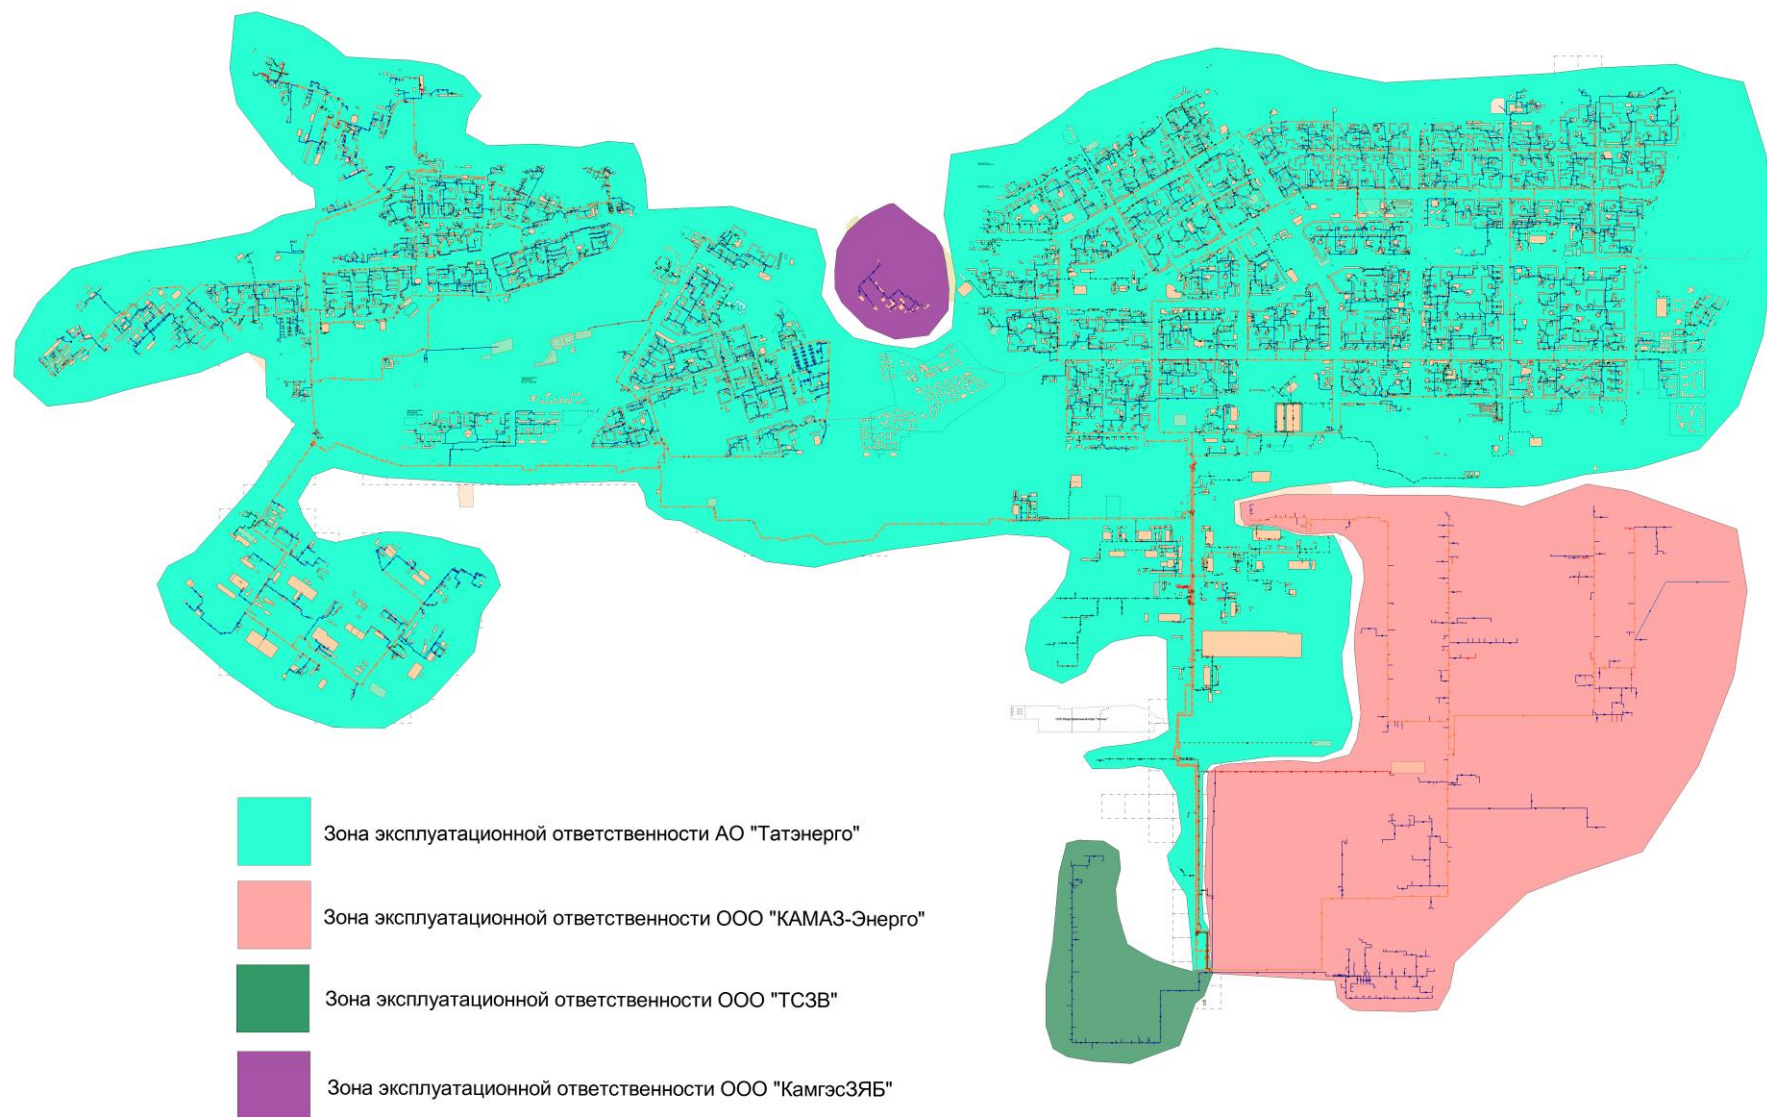 Зона эксплуатационной ответственности АО "Татэнерго"
Зона эксплуатационной ответственности ООО "КАМАЗ-Энерго"
Зона эксплуатационной ответственности ООО "ТСЗВ"
Зона эксплуатационной ответственности ООО "КамгэсЗЯБ"